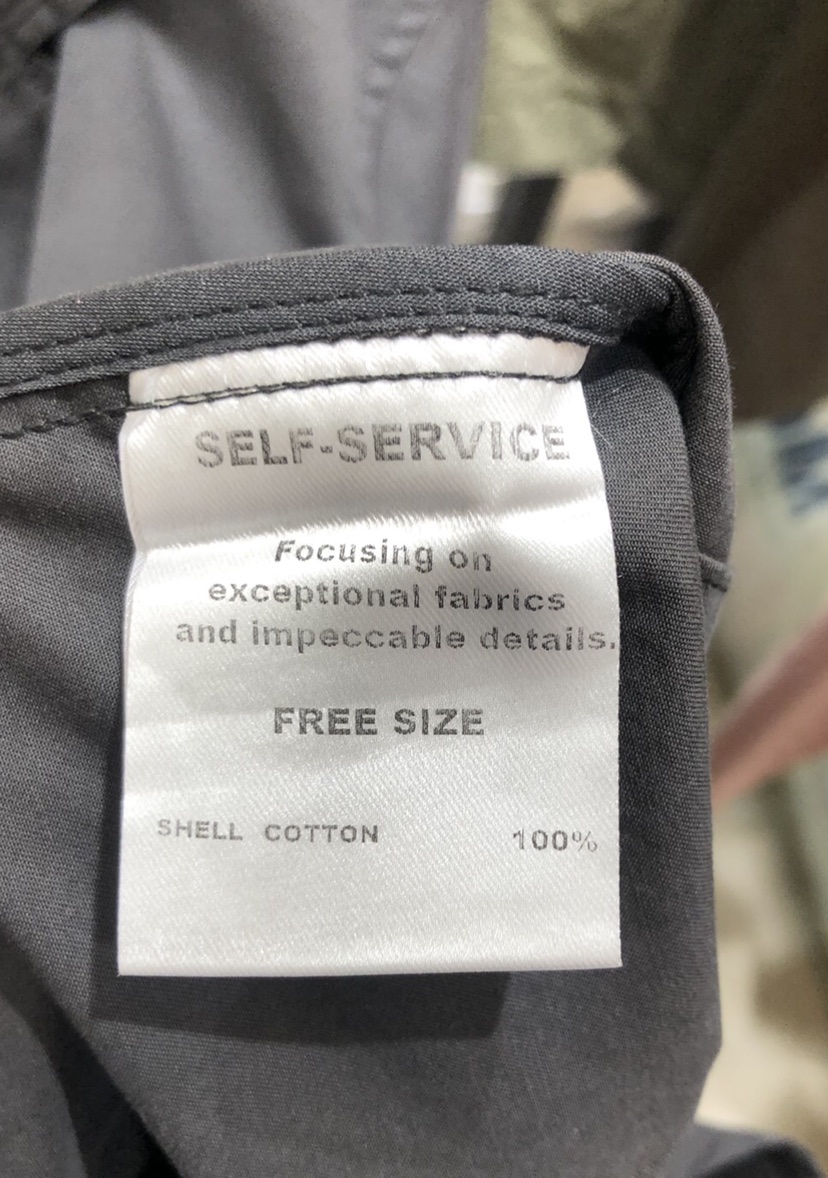 SELF-SERVICE
Focusing on
exceptional fabrics
and impeccable details.
FREE SIZE
SHELL COTTON 100%